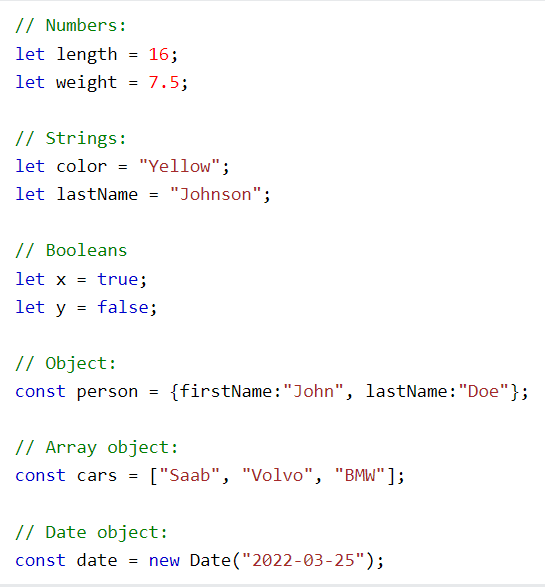 // Numbers:
let length = 16;
let weight = 7.5;
// Strings:
let color = "Yellow";
let lastName = "Johnson";
// Booleans
let x = true;
let y = false;
// Object:
const person = {firstName:"John", lastName:"Doe"};
// Array object:
const cars = ["Saab", "Volvo", "BMW"];
// Date object:
const date = new Date("2022-03-25");